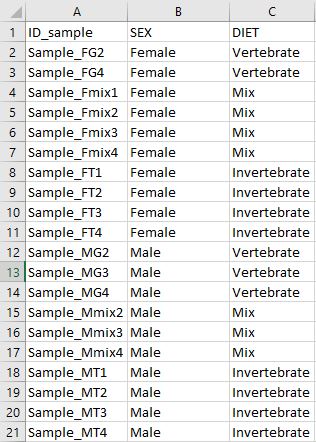 A B C
1 ID_sample SEX DIET
2 Sample_FG2 Female Vertebrate
3 Sample_FG4 Female Vertebrate
4 Sample_Fmix1 Female Mix
5 Sample_Fmix2 Female Mix
6 Sample_Fmix3 Female Mix
7 Sample_Fmix4 Female Mix
8 Sample_FT1 Female Invertebrate
9 Sample_FT2 Female Invertebrate
10 Sample_FT3 Female Invertebrate
11 Sample_FT4 Female Invertebrate
12 Sample_MG2 Male Vertebrate
13 Sample_MG3 Male Vertebrate
14 Sample_MG4 Male Vertebrate
15 Sample_Mmix2 Male Mix
16 Sample_Mmix3 Male Mix
17 Sample_Mmix4 Male Mix
18 Sample_MT1 Male Invertebrate
19 Sample_MT2 Male Invertebrate
20 Sample_MT3 Male Invertebrate
21 Sample_MT4 Male Invertebrate